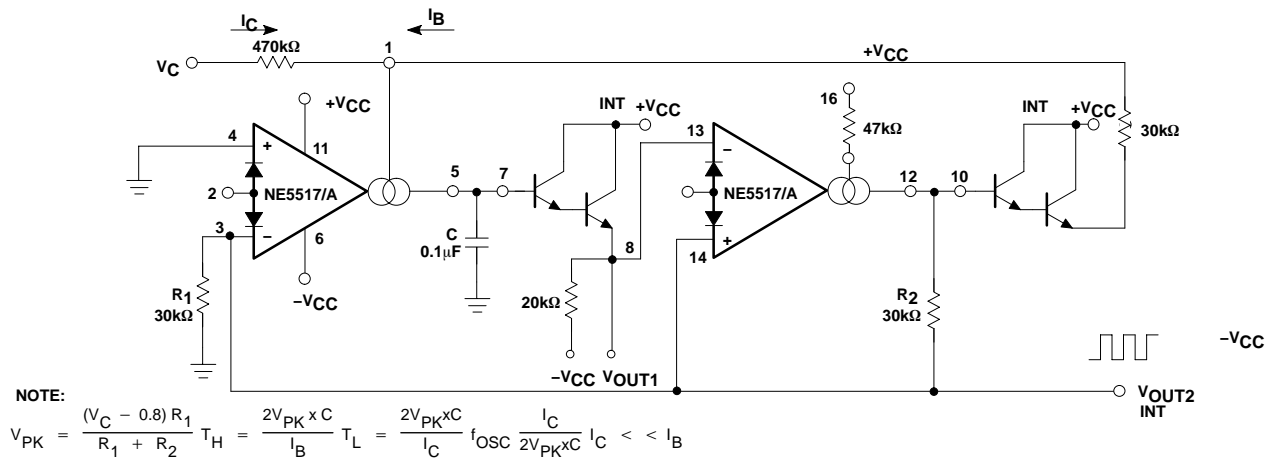 I_C I_B
470kΩ 1
V_C +V_CC
+V_CC INT +V_CC 16 INT +V_CC
4 + 11 13 − 47kΩ 30kΩ
5 7 12 10
2 NE5517/A NE5517/A
3 − 6 C 0.1µF 8 + 14
R_1 30kΩ −V_CC 20kΩ R_2 30kΩ
−V_CC
−V_CC V_OUT1 V_OUT2
INT
NOTE:
V_PK = (V_C − 0.8) R_1 / R_1 + R_2 T_H = 2V_PK x C / I_B T_L = 2V_PKxC / I_C f_OSC I_C / 2V_PKxC I_C < < I_B